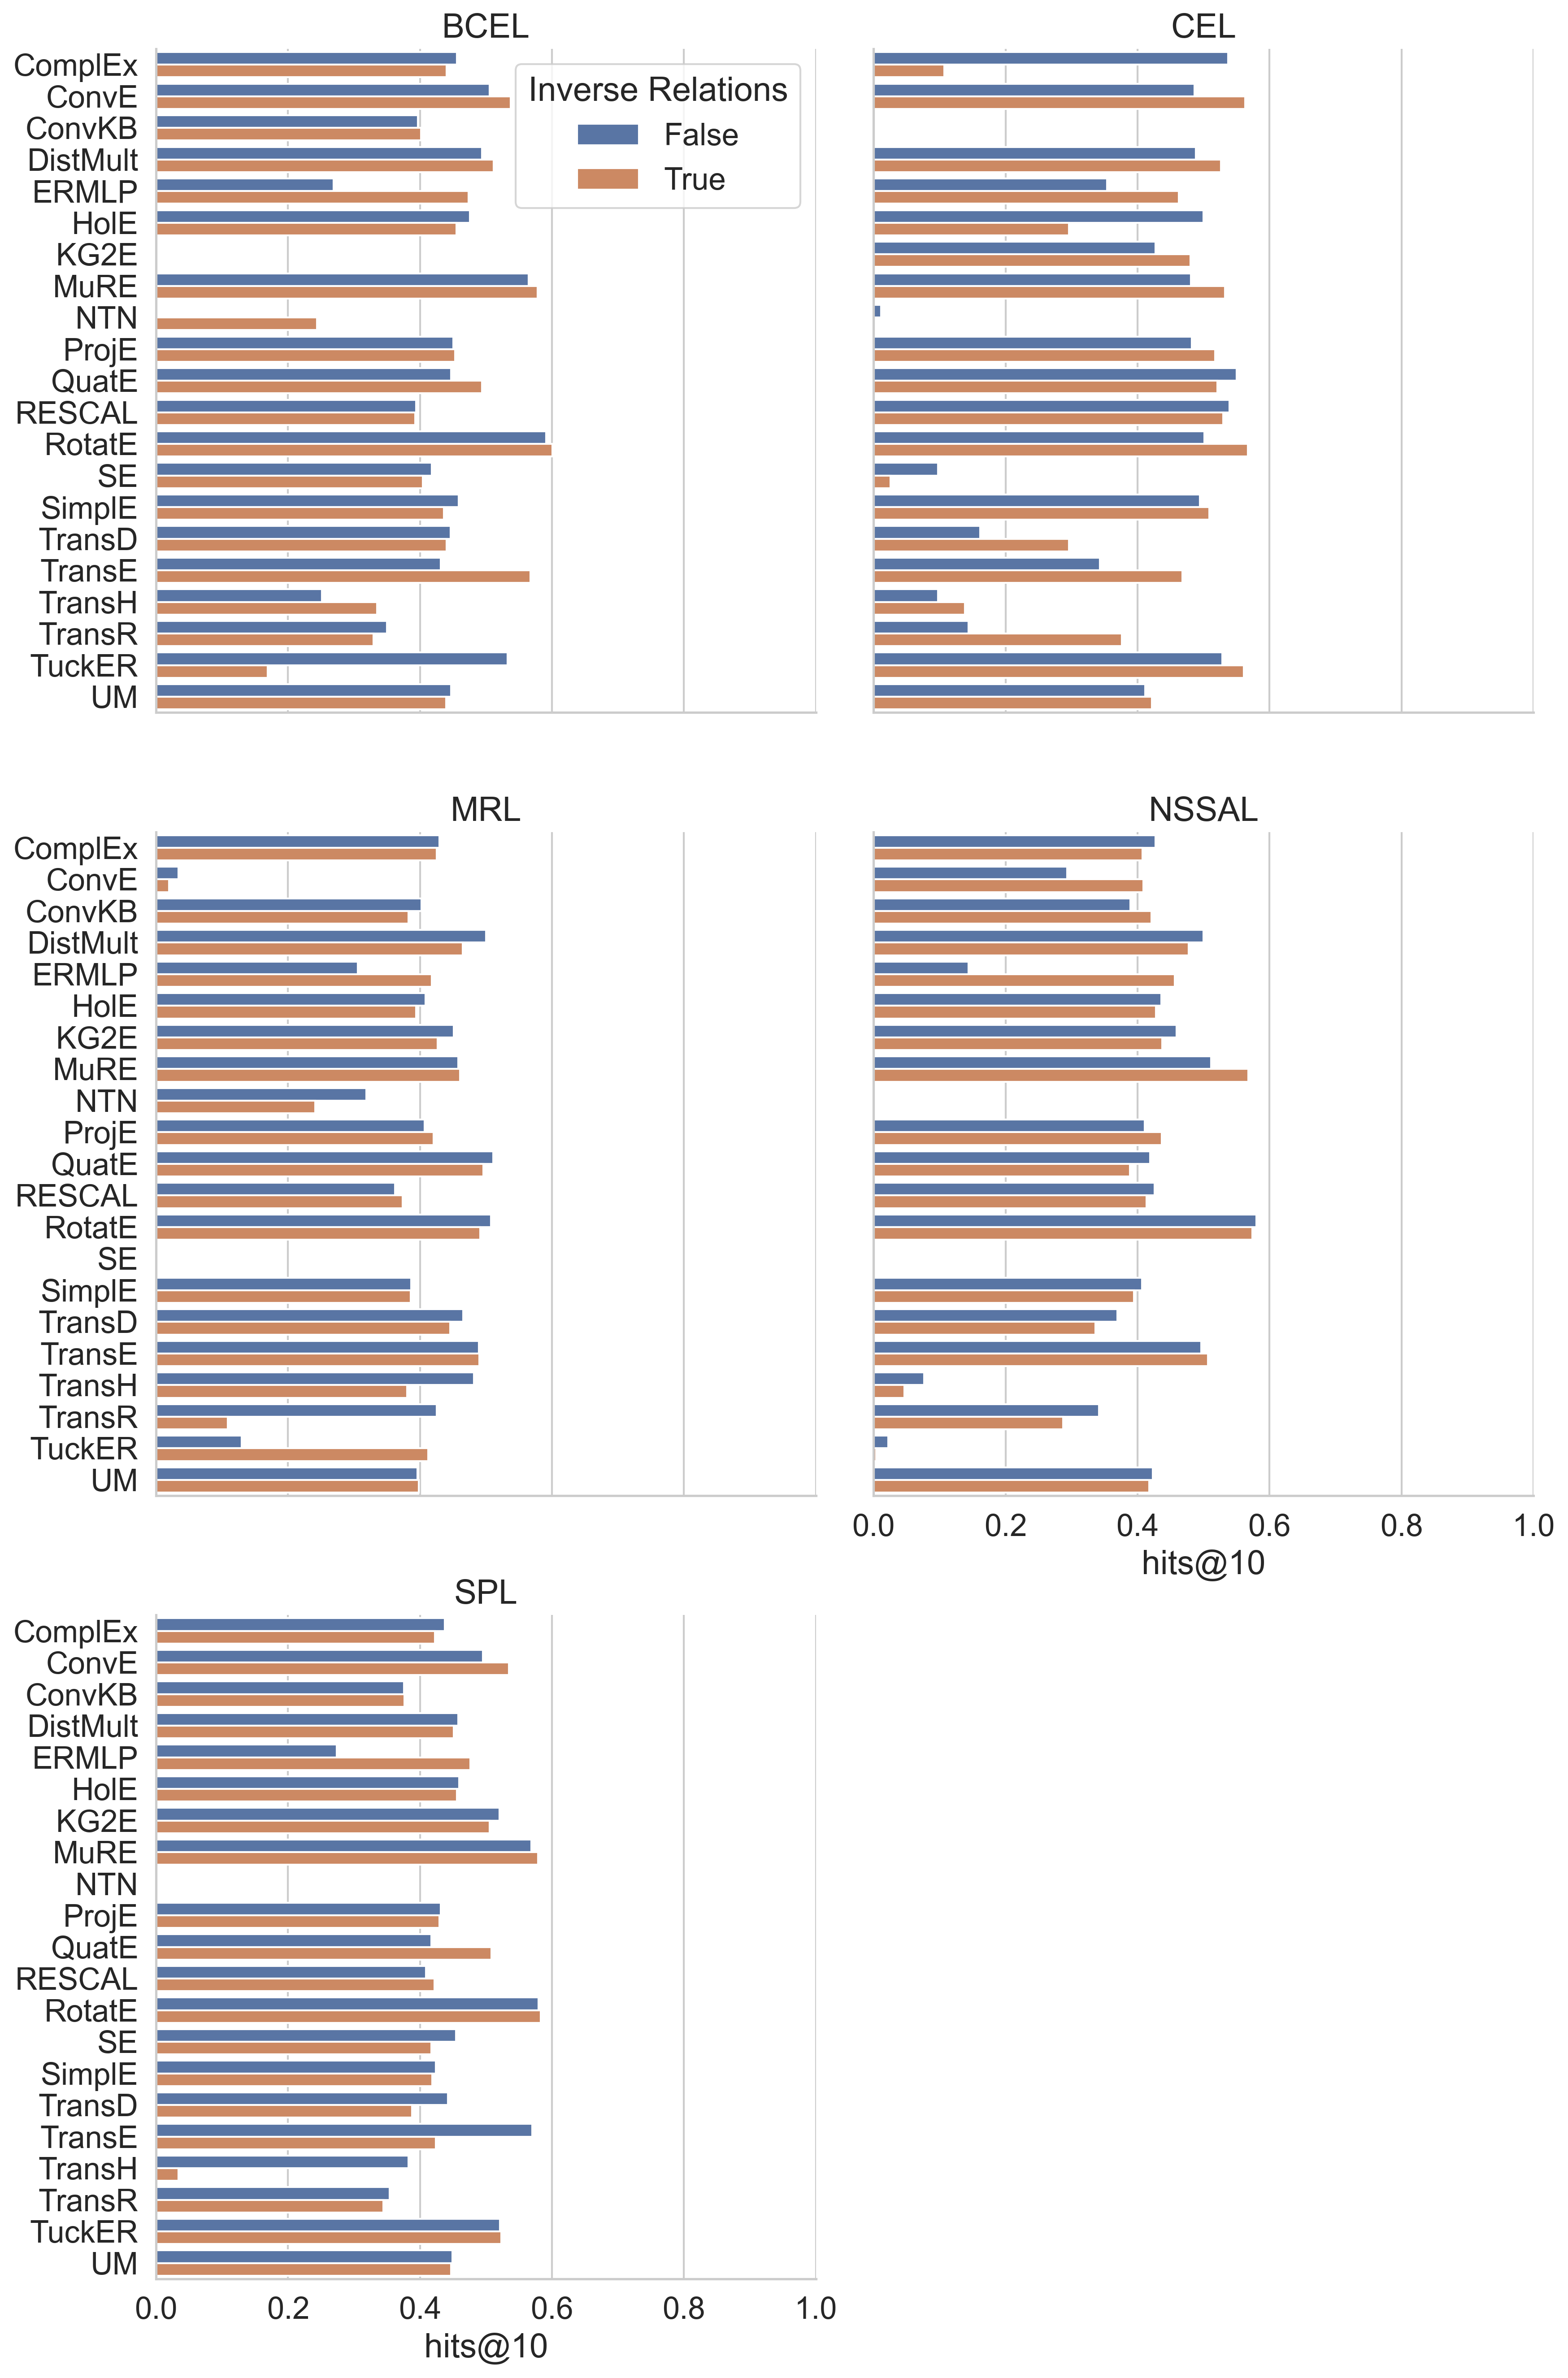 BCEL
ComplEx
ConvE
ConvKB
DistMult
ERMLP
HolE
KG2E
MuRE
NTN
ProjE
QuatE
RESCAL
RotatE
SE
SimplE
TransD
TransE
TransH
TransR
TuckER
UM
Inverse Relations
False
True
CEL
MRL
ComplEx
ConvE
ConvKB
DistMult
ERMLP
HolE
KG2E
MuRE
NTN
ProjE
QuatE
RESCAL
RotatE
SE
SimplE
TransD
TransE
TransH
TransR
TuckER
UM
NSSAL
0.0 0.2 0.4 0.6 0.8 1.0
hits@10
SPL
ComplEx
ConvE
ConvKB
DistMult
ERMLP
HolE
KG2E
MuRE
NTN
ProjE
QuatE
RESCAL
RotatE
SE
SimplE
TransD
TransE
TransH
TransR
TuckER
UM
0.0 0.2 0.4 0.6 0.8 1.0
hits@10